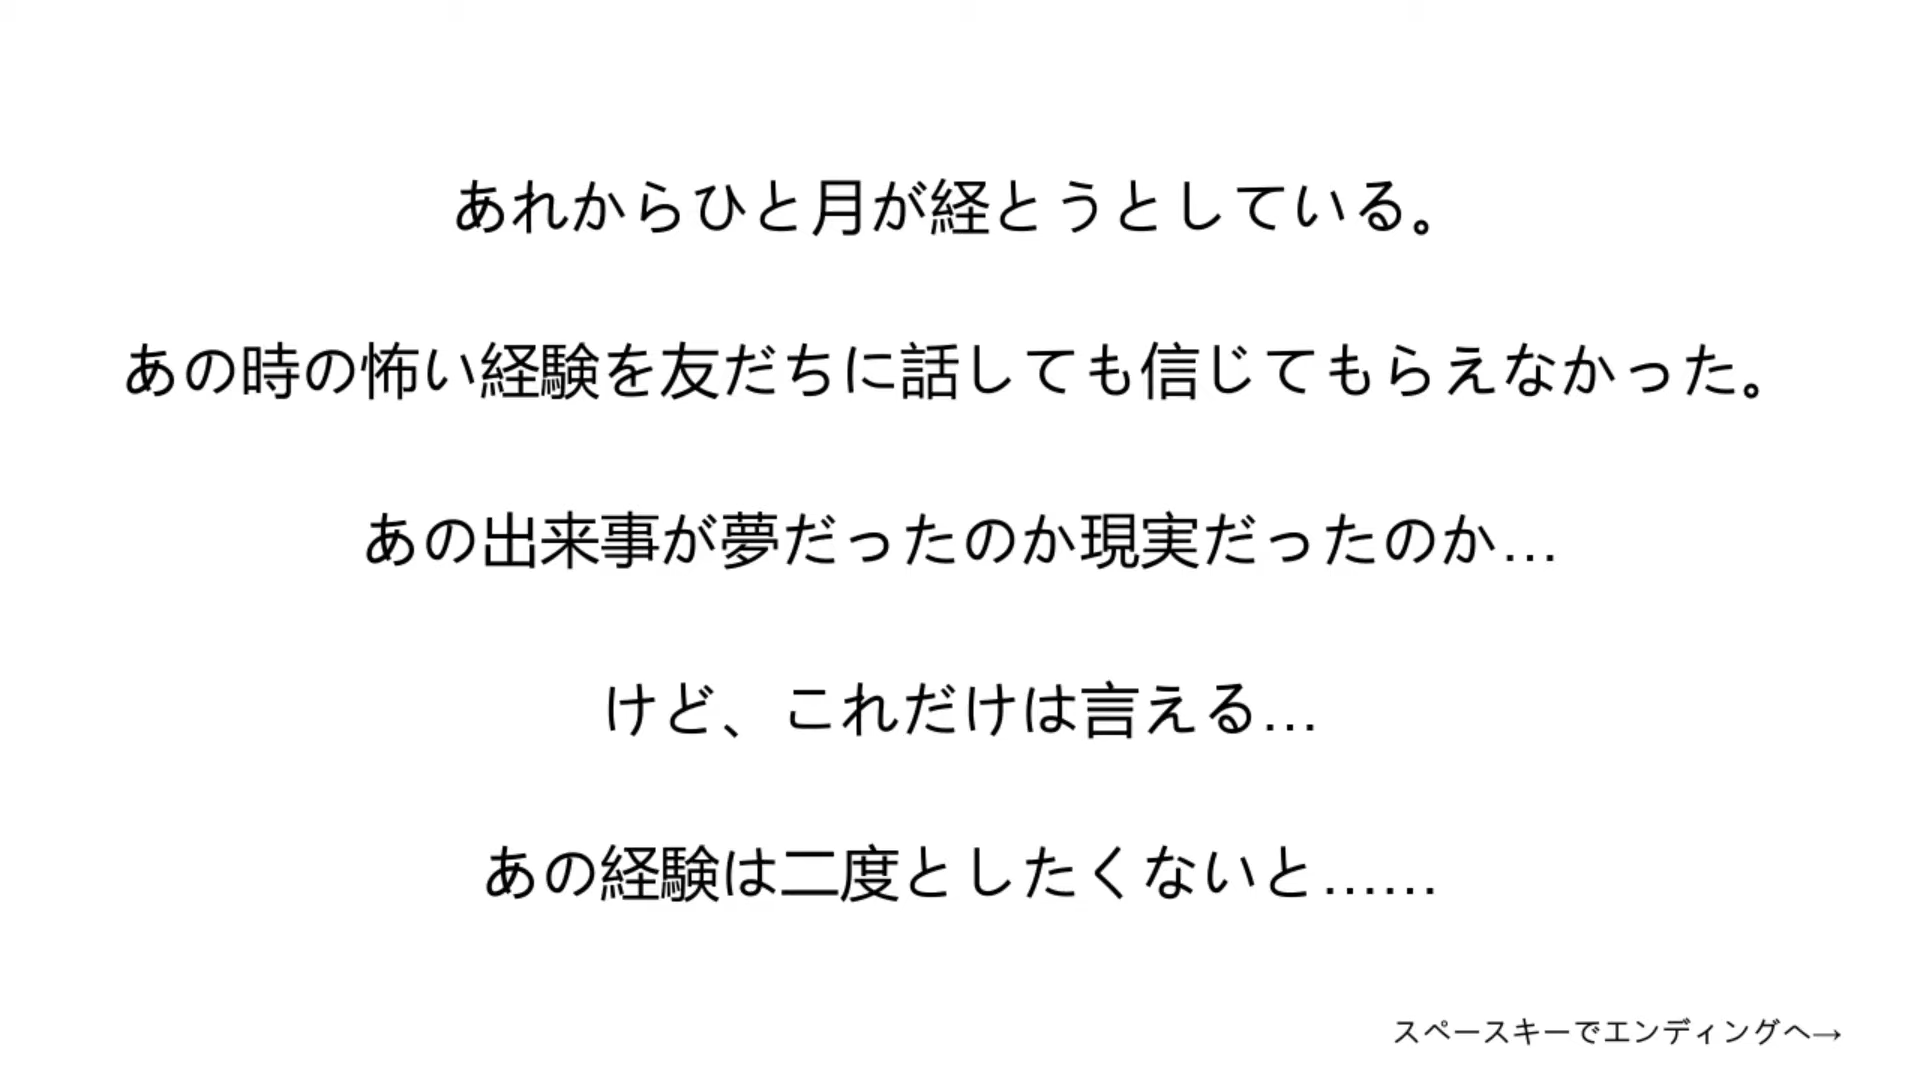 あれからひと月が経とうとしている。
あの時の怖い経験を友だちに話しても信じてもらえなかった。
あの出来事が夢だったのか現実だったのか…
けど、これだけは言える…
あの経験は二度としたくないと……
スペースキーでエンディングへ→